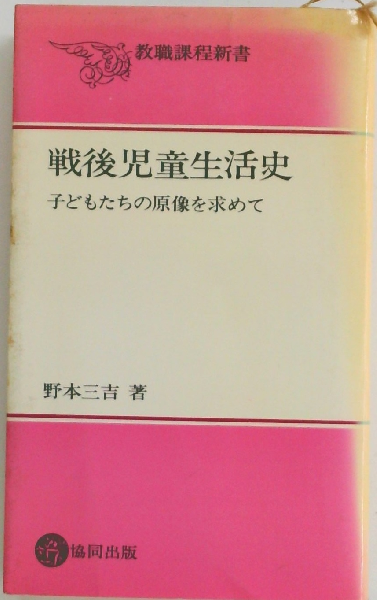 教職課程新書
戦後児童生活史
子どもたちの原像を求めて
野本三吉 著
協同出版